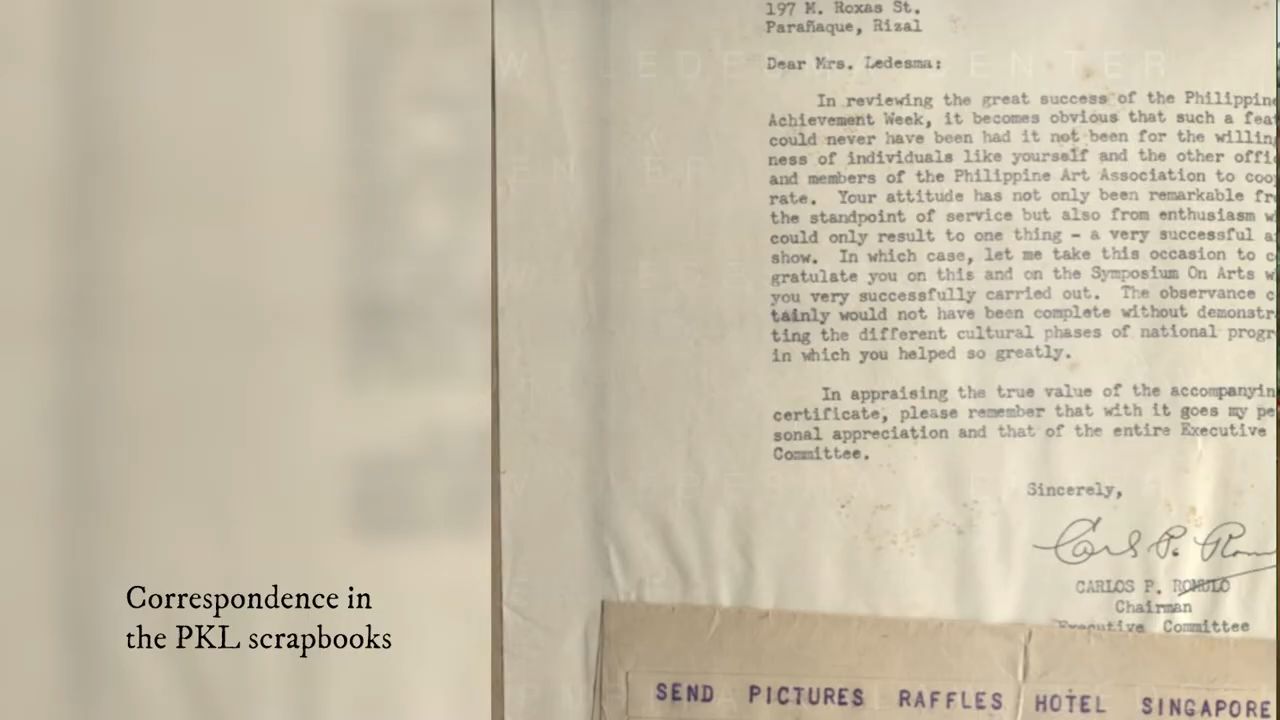 197 M. Roxas St.
Parañaque, Rizal
Dear Mrs. Ledesma:
In reviewing the great success of the Philippine
Achievement Week, it becomes obvious that such a fea
could never have been had it not been for the willin
ness of individuals like yourself and the other offi
and members of the Philippine Art Association to coo
rate. Your attitude has not only been remarkable fr
the standpoint of service but also from enthusiasm w
could only result to one thing - a very successful a
show. In which case, let me take this occasion to c
gratulate you on this and on the Symposium On Arts w
you very successfully carried out. The observance c
tainly would not have been complete without demonstr
ting the different cultural phases of national progr
in which you helped so greatly.
In appraising the true value of the accompanyin
certificate, please remember that with it goes my pe
sonal appreciation and that of the entire Executive
Committee.
Sincerely,
Carl P. Rom
CARLOS P. ROMULO
Chairman
Executive Committee
SEND PICTURES RAFFLES HOTEL SINGAPORE
Correspondence in
the PKL scrapbooks